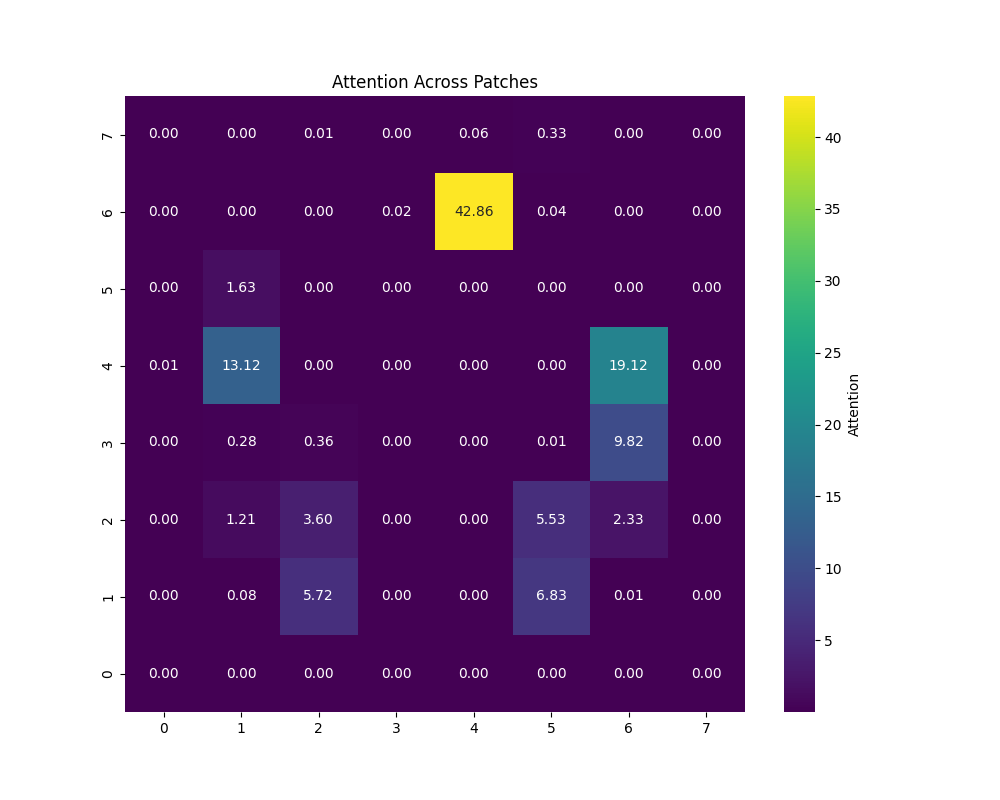 Attention Across Patches
7 0.00 0.00 0.01 0.00 0.06 0.33 0.00 0.00
6 0.00 0.00 0.00 0.02 42.86 0.04 0.00 0.00
5 0.00 1.63 0.00 0.00 0.00 0.00 0.00 0.00
4 0.01 13.12 0.00 0.00 0.00 0.00 19.12 0.00
3 0.00 0.28 0.36 0.00 0.00 0.01 9.82 0.00
2 0.00 1.21 3.60 0.00 0.00 5.53 2.33 0.00
1 0.00 0.08 5.72 0.00 0.00 6.83 0.01 0.00
0 0.00 0.00 0.00 0.00 0.00 0.00 0.00 0.00
0 1 2 3 4 5 6 7
40
35
30
25
20
15
10
5
Attention